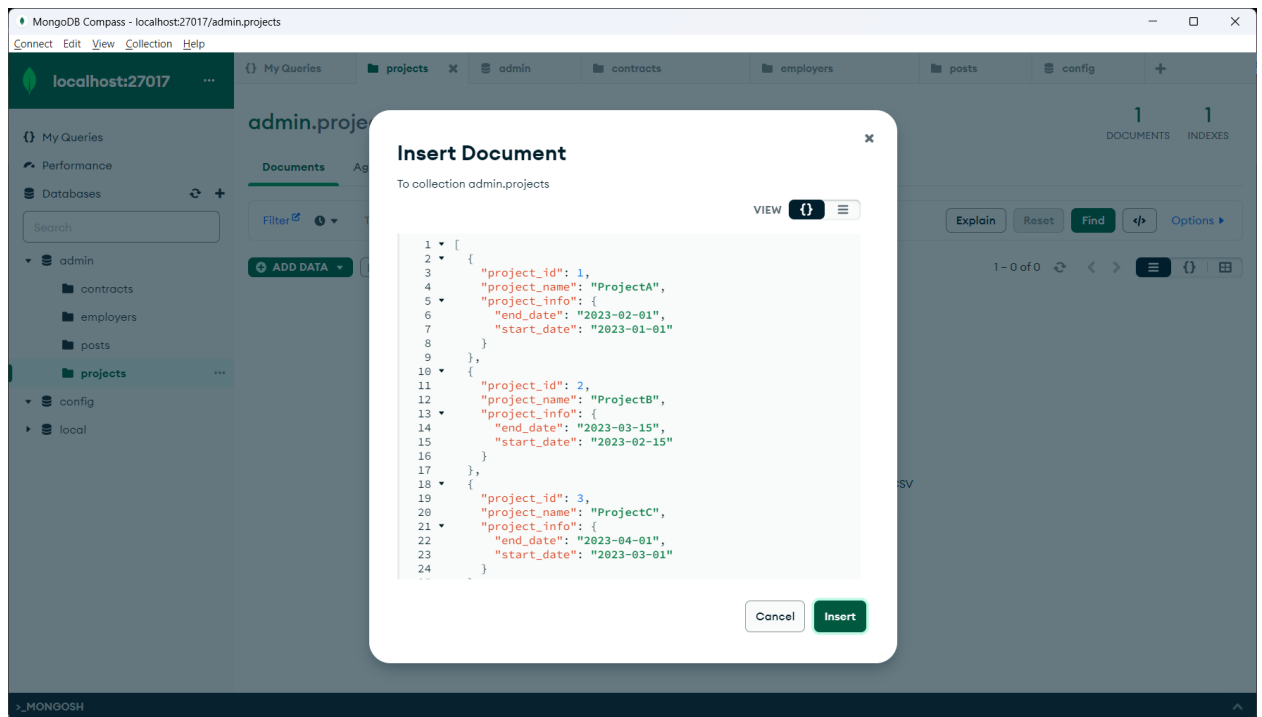 MongoDB Compass - localhost:27017/admin.projects
Connect Edit View Collection Help
localhost:27017 ...
{} My Queries
projects
admin
contracts
employers
posts
config
My Queries
Performance
Databases
Search
admin
contracts
employers
posts
projects ...
config
local
admin.proje
1 DOCUMENTS
1 INDEXES
Documents
Ag
Filter
T
Explain
Reset
Find
</>
Options
ADD DATA
1 – 0 of 0
SV
Insert Document
To collection admin.projects
VIEW {}
1 [
2 {
3 "project_id": 1,
4 "project_name": "ProjectA",
5 "project_info": {
6 "end_date": "2023-02-01",
7 "start_date": "2023-01-01"
8 }
9 },
10 {
11 "project_id": 2,
12 "project_name": "ProjectB",
13 "project_info": {
14 "end_date": "2023-03-15",
15 "start_date": "2023-02-15"
16 }
17 },
18 {
19 "project_id": 3,
20 "project_name": "ProjectC",
21 "project_info": {
22 "end_date": "2023-04-01",
23 "start_date": "2023-03-01"
24 }
Cancel
Insert
>_MONGOSH